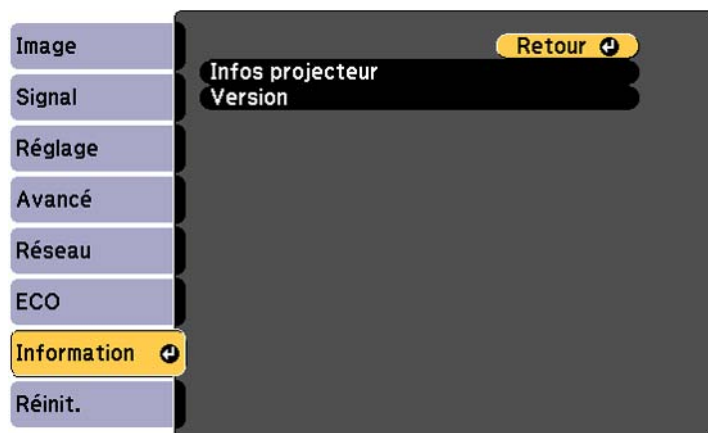 Image
Signal
Réglage
Avancé
Réseau
ECO
Information
Réinit.
Retour
Infos projecteur
Version